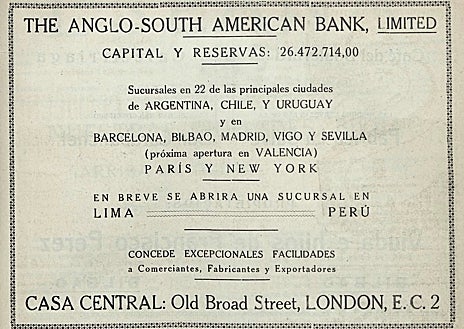 THE ANGLO-SOUTH AMERICAN BANK, LIMITED
CAPITAL Y RESERVAS: £26.472.714,00
Sucursales en 22 de las principales ciudades
de ARGENTINA, CHILE, Y URUGUAY
y en
BARCELONA, BILBAO, MADRID, VIGO Y SEVILLA
(próxima apertura en VALENCIA)
PARÍS Y NEW YORK
EN BREVE SE ABRIRA UNA SUCURSAL EN
LIMA PERÚ
CONCEDE EXCEPCIONALES FACILIDADES
a Comerciantes, Fabricantes y Exportadores
CASA CENTRAL: Old Broad Street, LONDON, E. C. 2